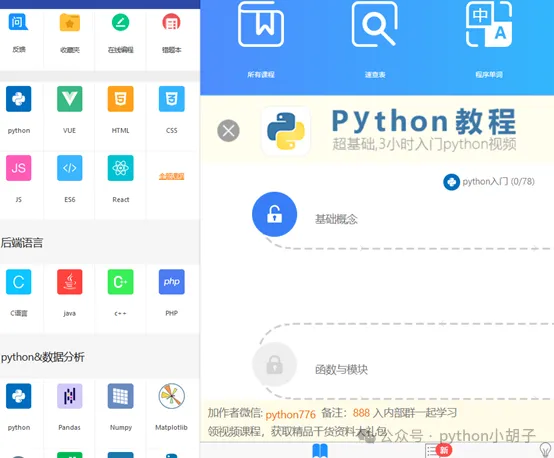 问
反馈
收藏夹
在线编程
错题本
python
VUE
HTML
CSS
JS
JS
ES6
React
全部课程
后端语言
C
C语言
java
C+
c++
php
PHP
python&数据分析
python
Pandas
Numpy
Matplotlib
所有课程
速查表
中
A
程序单词
Python教程
超基础,3小时入门python视频
python入门 (0/78)
基础概念
函数与模块
加作者微信: python776 备注: 888 入内部群一起学习
领视频课程，获取精品干货资料大礼包
公众号 · python小胡子
新